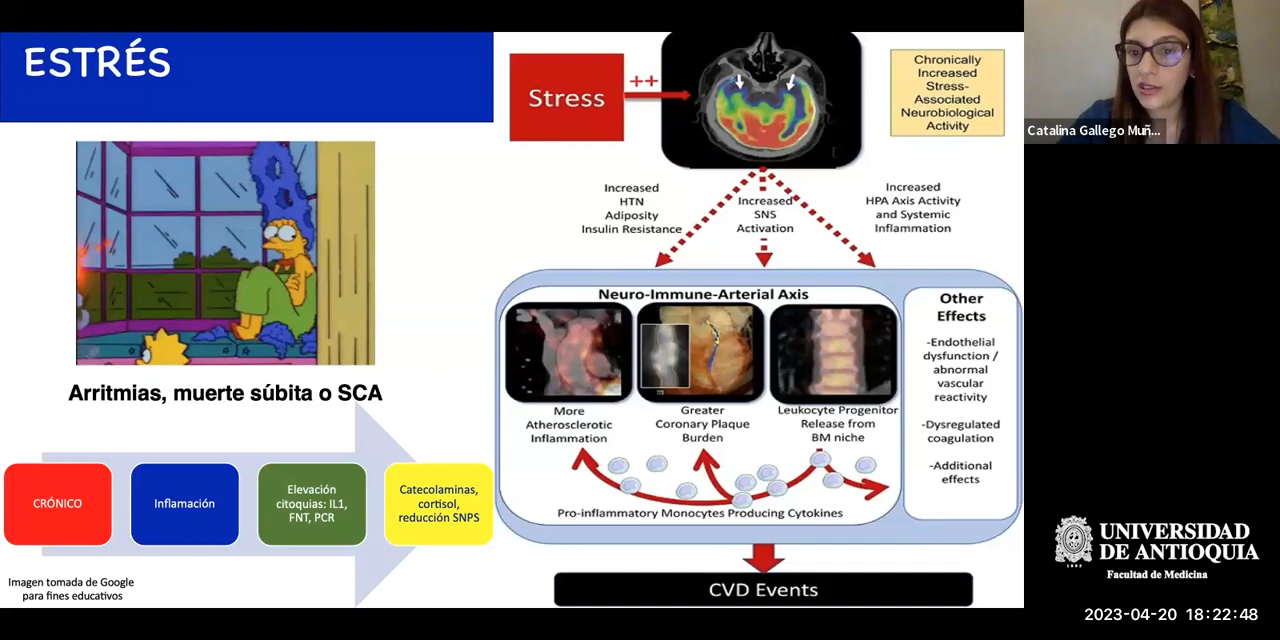 ESTRÉS
Arritmias, muerte súbita o SCA
CRÓNICO
Inflamación
Elevación
citoquias: IL1,
FNT, PCR
Catecolaminas,
cortisol,
reducción SNPS
Imagen tomada de Google
para fines educativos
Stress
++
Chronically
Increased
Stress-
Associated
Neurobiological
Activity
Increased
HTN
Adiposity
Insulin Resistance
Increased
SNS
Activation
Increased
HPA Axis Activity
and Systemic
Inflammation
Neuro-Immune-Arterial Axis
More
Atherosclerotic
Inflammation
Greater
Coronary Plaque
Burden
Leukocyte Progenitor
Release from
BM niche
Pro-inflammatory Monocytes Producing Cytokines
Other
Effects
-Endothelial
dysfunction /
abnormal
vascular
reactivity
-Dysregulated
coagulation
-Additional
effects
CVD Events
Catalina Gallego Muñ...
UNIVERSIDAD
DE ANTIOQUIA
1803
Facultad de Medicina
2023-04-20 18:22:48